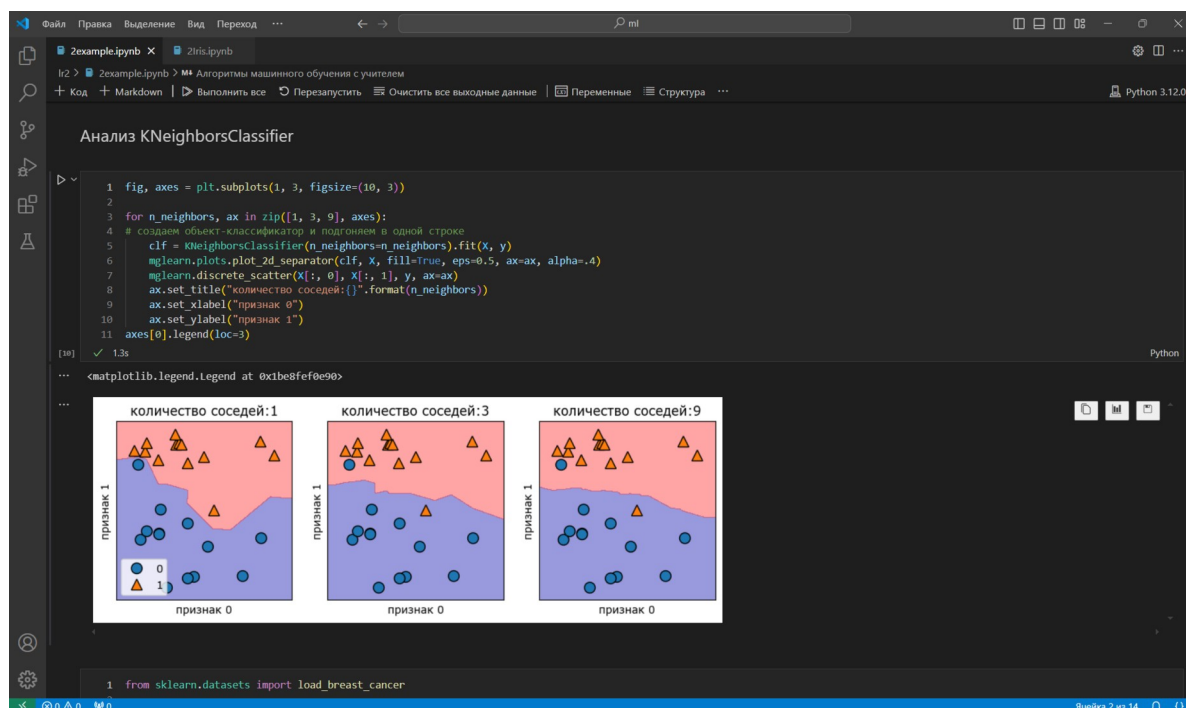 Файл Правка Выделение Вид Переход ··· ml
2example.ipynb 2Iris.ipynb
lr2 > 2example.ipynb > M↓ Алгоритмы машинного обучения с учителем
+ Код + Markdown Выполнить все Перезапустить Очистить все выходные данные Переменные Структура ··· Python 3.12.0
Анализ KNeighborsClassifier
1 fig, axes = plt.subplots(1, 3, figsize=(10, 3))
2
3 for n_neighbors, ax in zip([1, 3, 9], axes):
4 # создаем объект-классификатор и подгоняем в одной строке
5 clf = KNeighborsClassifier(n_neighbors=n_neighbors).fit(X, y)
6 mglearn.plots.plot_2d_separator(clf, X, fill=True, eps=0.5, ax=ax, alpha=.4)
7 mglearn.discrete_scatter(X[:, 0], X[:, 1], y, ax=ax)
8 ax.set_title("количество соседей:{}".format(n_neighbors))
9 ax.set_xlabel("признак 0")
10 ax.set_ylabel("признак 1")
11 axes[0].legend(loc=3)
[10] ✓ 1.3s Python
··· <matplotlib.legend.Legend at 0x1be8fef0e90>
···
количество соседей:1 количество соседей:3 количество соседей:9
признак 1 признак 1 признак 1
0
1
признак 0 признак 0 признак 0
1 from sklearn.datasets import load_breast_cancer
0 0 0 Ячейка 2 из 14